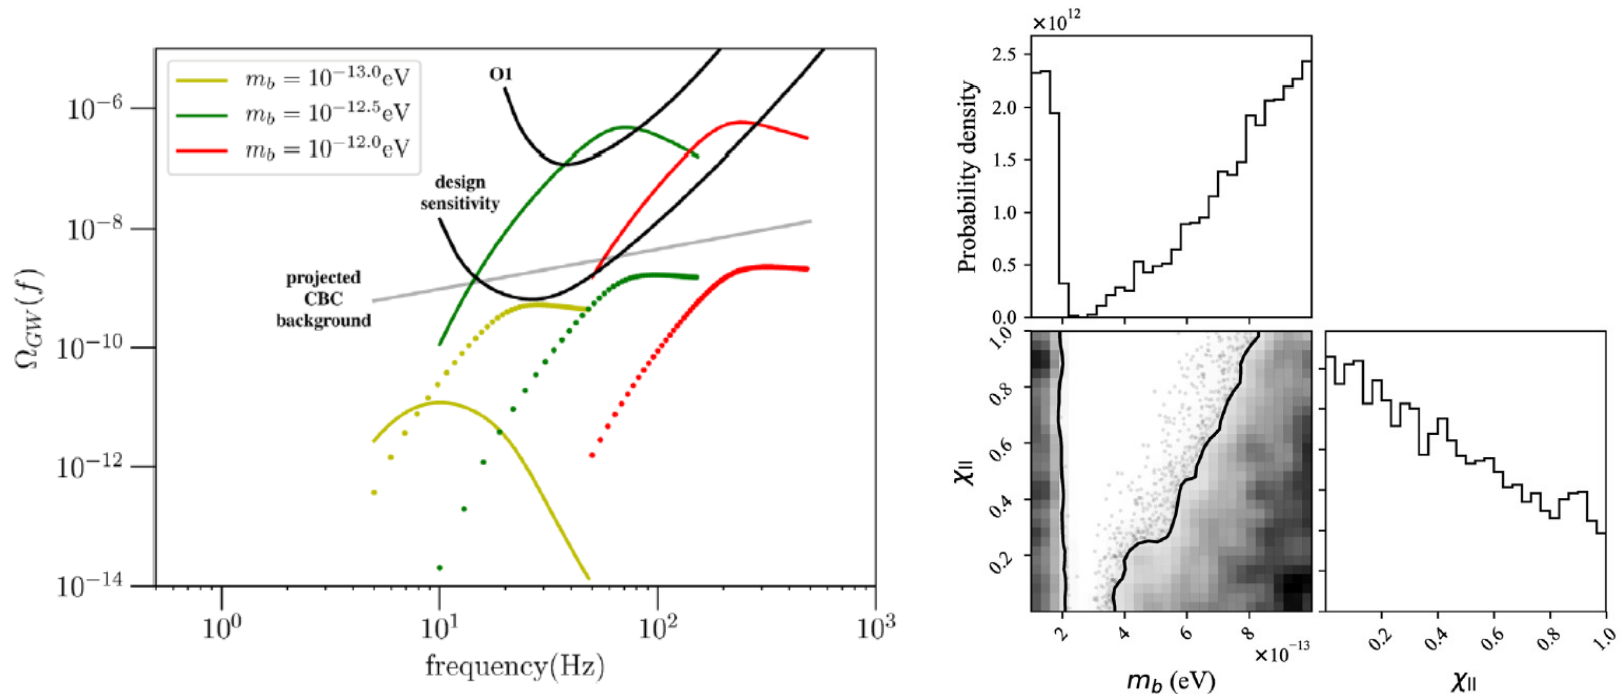 m_b = 10^{-13.0}eV
m_b = 10^{-12.5}eV
m_b = 10^{-12.0}eV
O1
design
sensitivity
projected
CBC
background
Ω_{GW}(f)
10^{-6}
10^{-8}
10^{-10}
10^{-12}
10^{-14}
10^0
10^1
10^2
10^3
frequency(Hz)
×10^{12}
Probability density
2.5
2.0
1.5
1.0
0.5
0.0
χ_{II}
1.0
0.8
0.6
0.4
0.2
2
4
6
8
×10^{-13}
m_b (eV)
0.2
0.4
0.6
0.8
1.0
χ_{II}